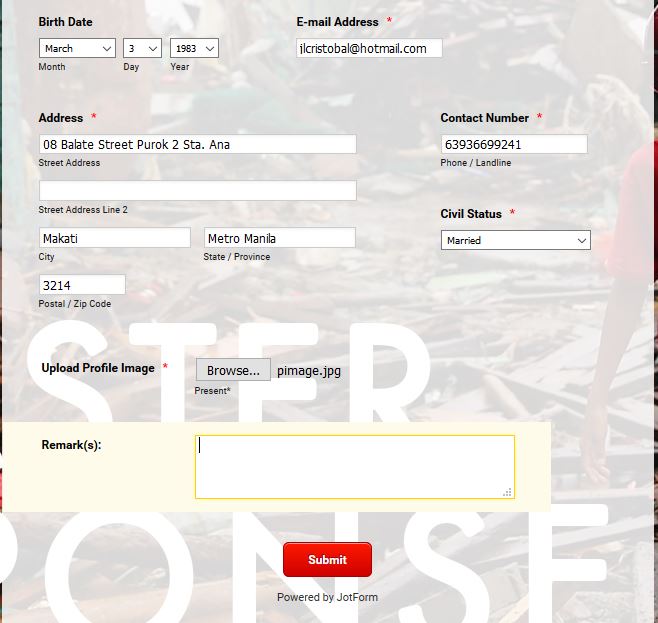 Birth Date
E-mail Address *
March 3 1983
ilcristobal@hotmail.com
Month Day Year
Address *
Contact Number *
08 Balate Street Purok 2 Sta. Ana
63936699241
Street Address
Phone / Landline
Street Address Line 2
Civil Status *
Makati Metro Manila
Married
City State / Province
3214
Postal / Zip Code
STER
Upload Profile Image * Browse... pimage.jpg
Present*
Remark(s):
PONSE
Submit
Powered by JotForm